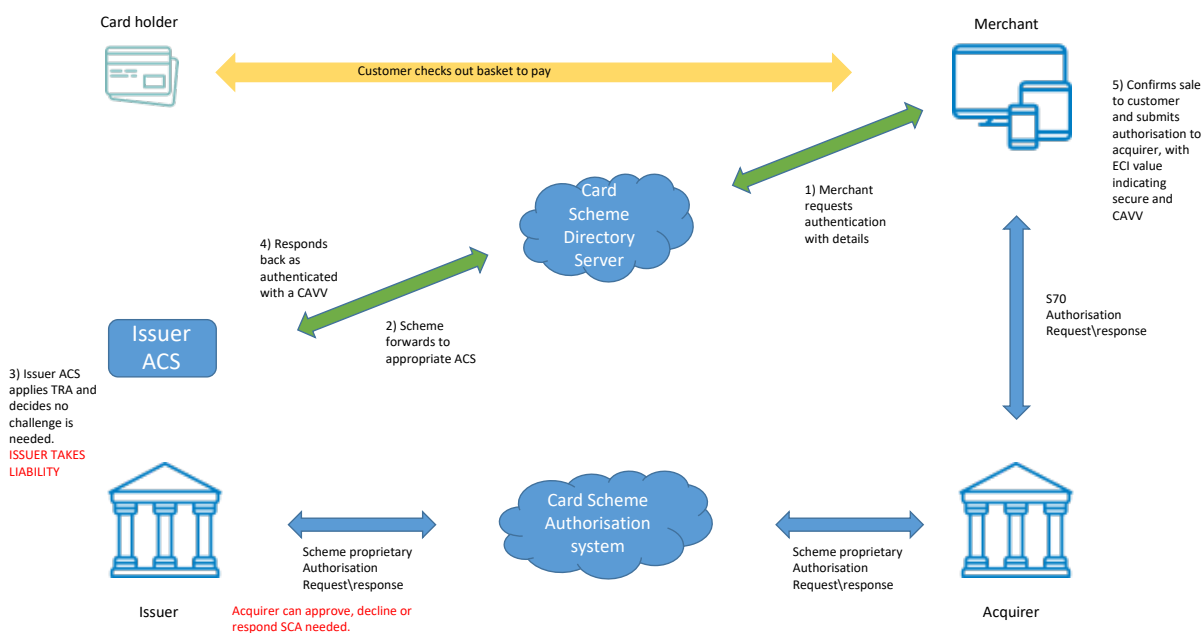 Card holder
Merchant
Customer checks out basket to pay
5) Confirms sale
to customer
and submits
authorisation to
acquirer, with
ECI value
indicating
secure and
CAVV
Card
Scheme
Directory
Server
1) Merchant
requests
authentication
with details
4) Responds
back as
authenticated
with a CAVV
2) Scheme
forwards to
appropriate ACS
S70
Authorisation
Request\response
Issuer
ACS
3) Issuer ACS
applies TRA and
decides no
challenge is
needed.
ISSUER TAKES
LIABILITY
Card Scheme
Authorisation
system
Scheme proprietary
Authorisation
Request\response
Scheme proprietary
Authorisation
Request\response
Issuer
Acquirer can approve, decline or
respond SCA needed.
Acquirer